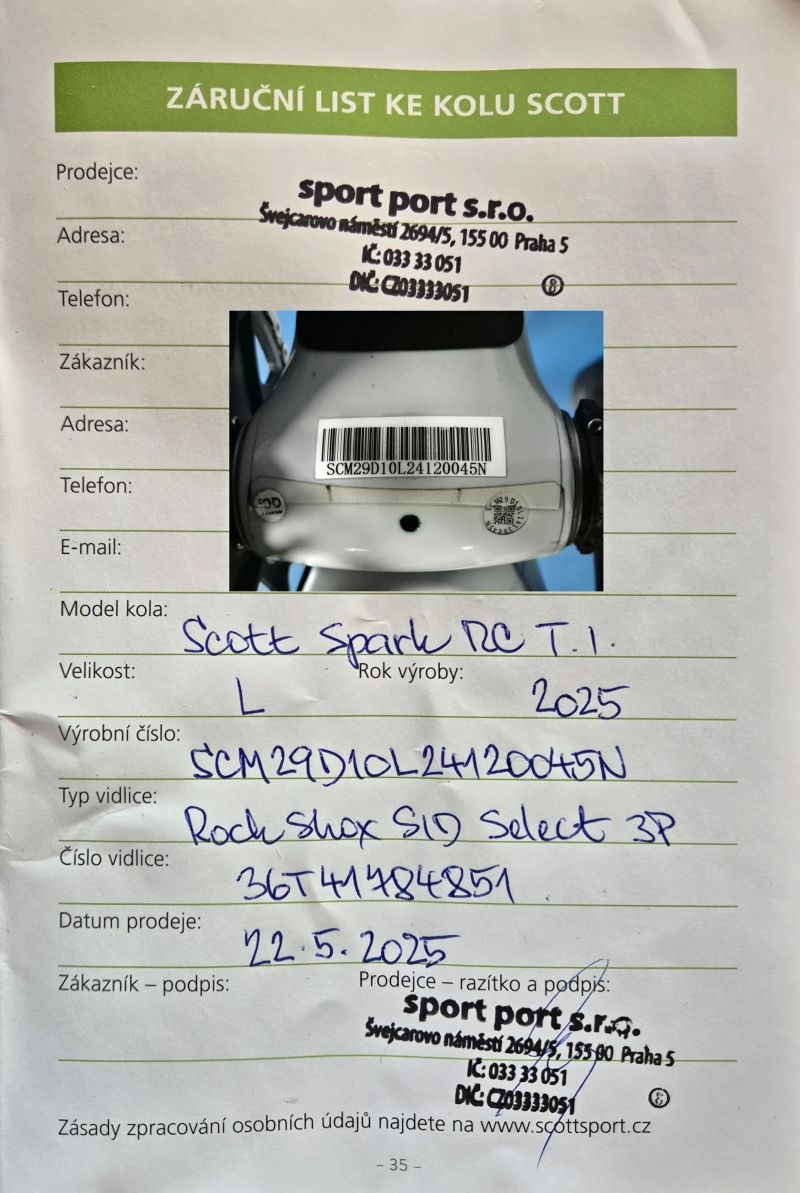 ZÁRUČNÍ LIST KE KOLU SCOTT
Prodejce:
sport port s.r.o.
Švejcarovo náměstí 2694/5, 155 00 Praha 5
Adresa:
IČ: 033 33 051
DIČ: CZ03333051
Telefon:
Zákazník:
Adresa:
SCM29D10L24120045N
Telefon:
QC
E-mail:
Model kola:
Scott Spark RC T.I.
Velikost: Rok výroby:
L 2025
Výrobní číslo:
SCM29D10L24120045N
Typ vidlice:
Rock Shox SID Select 3P
Číslo vidlice:
36T41784851
Datum prodeje:
22.5.2025
Zákazník – podpis: Prodejce – razítko a podpis:
sport port s.r.o.
Švejcarovo náměstí 2694/5, 155 00 Praha 5
IČ: 033 33 051
DIČ: CZ03333051
Zásady zpracování osobních údajů najdete na www.scottsport.cz
- 35 -